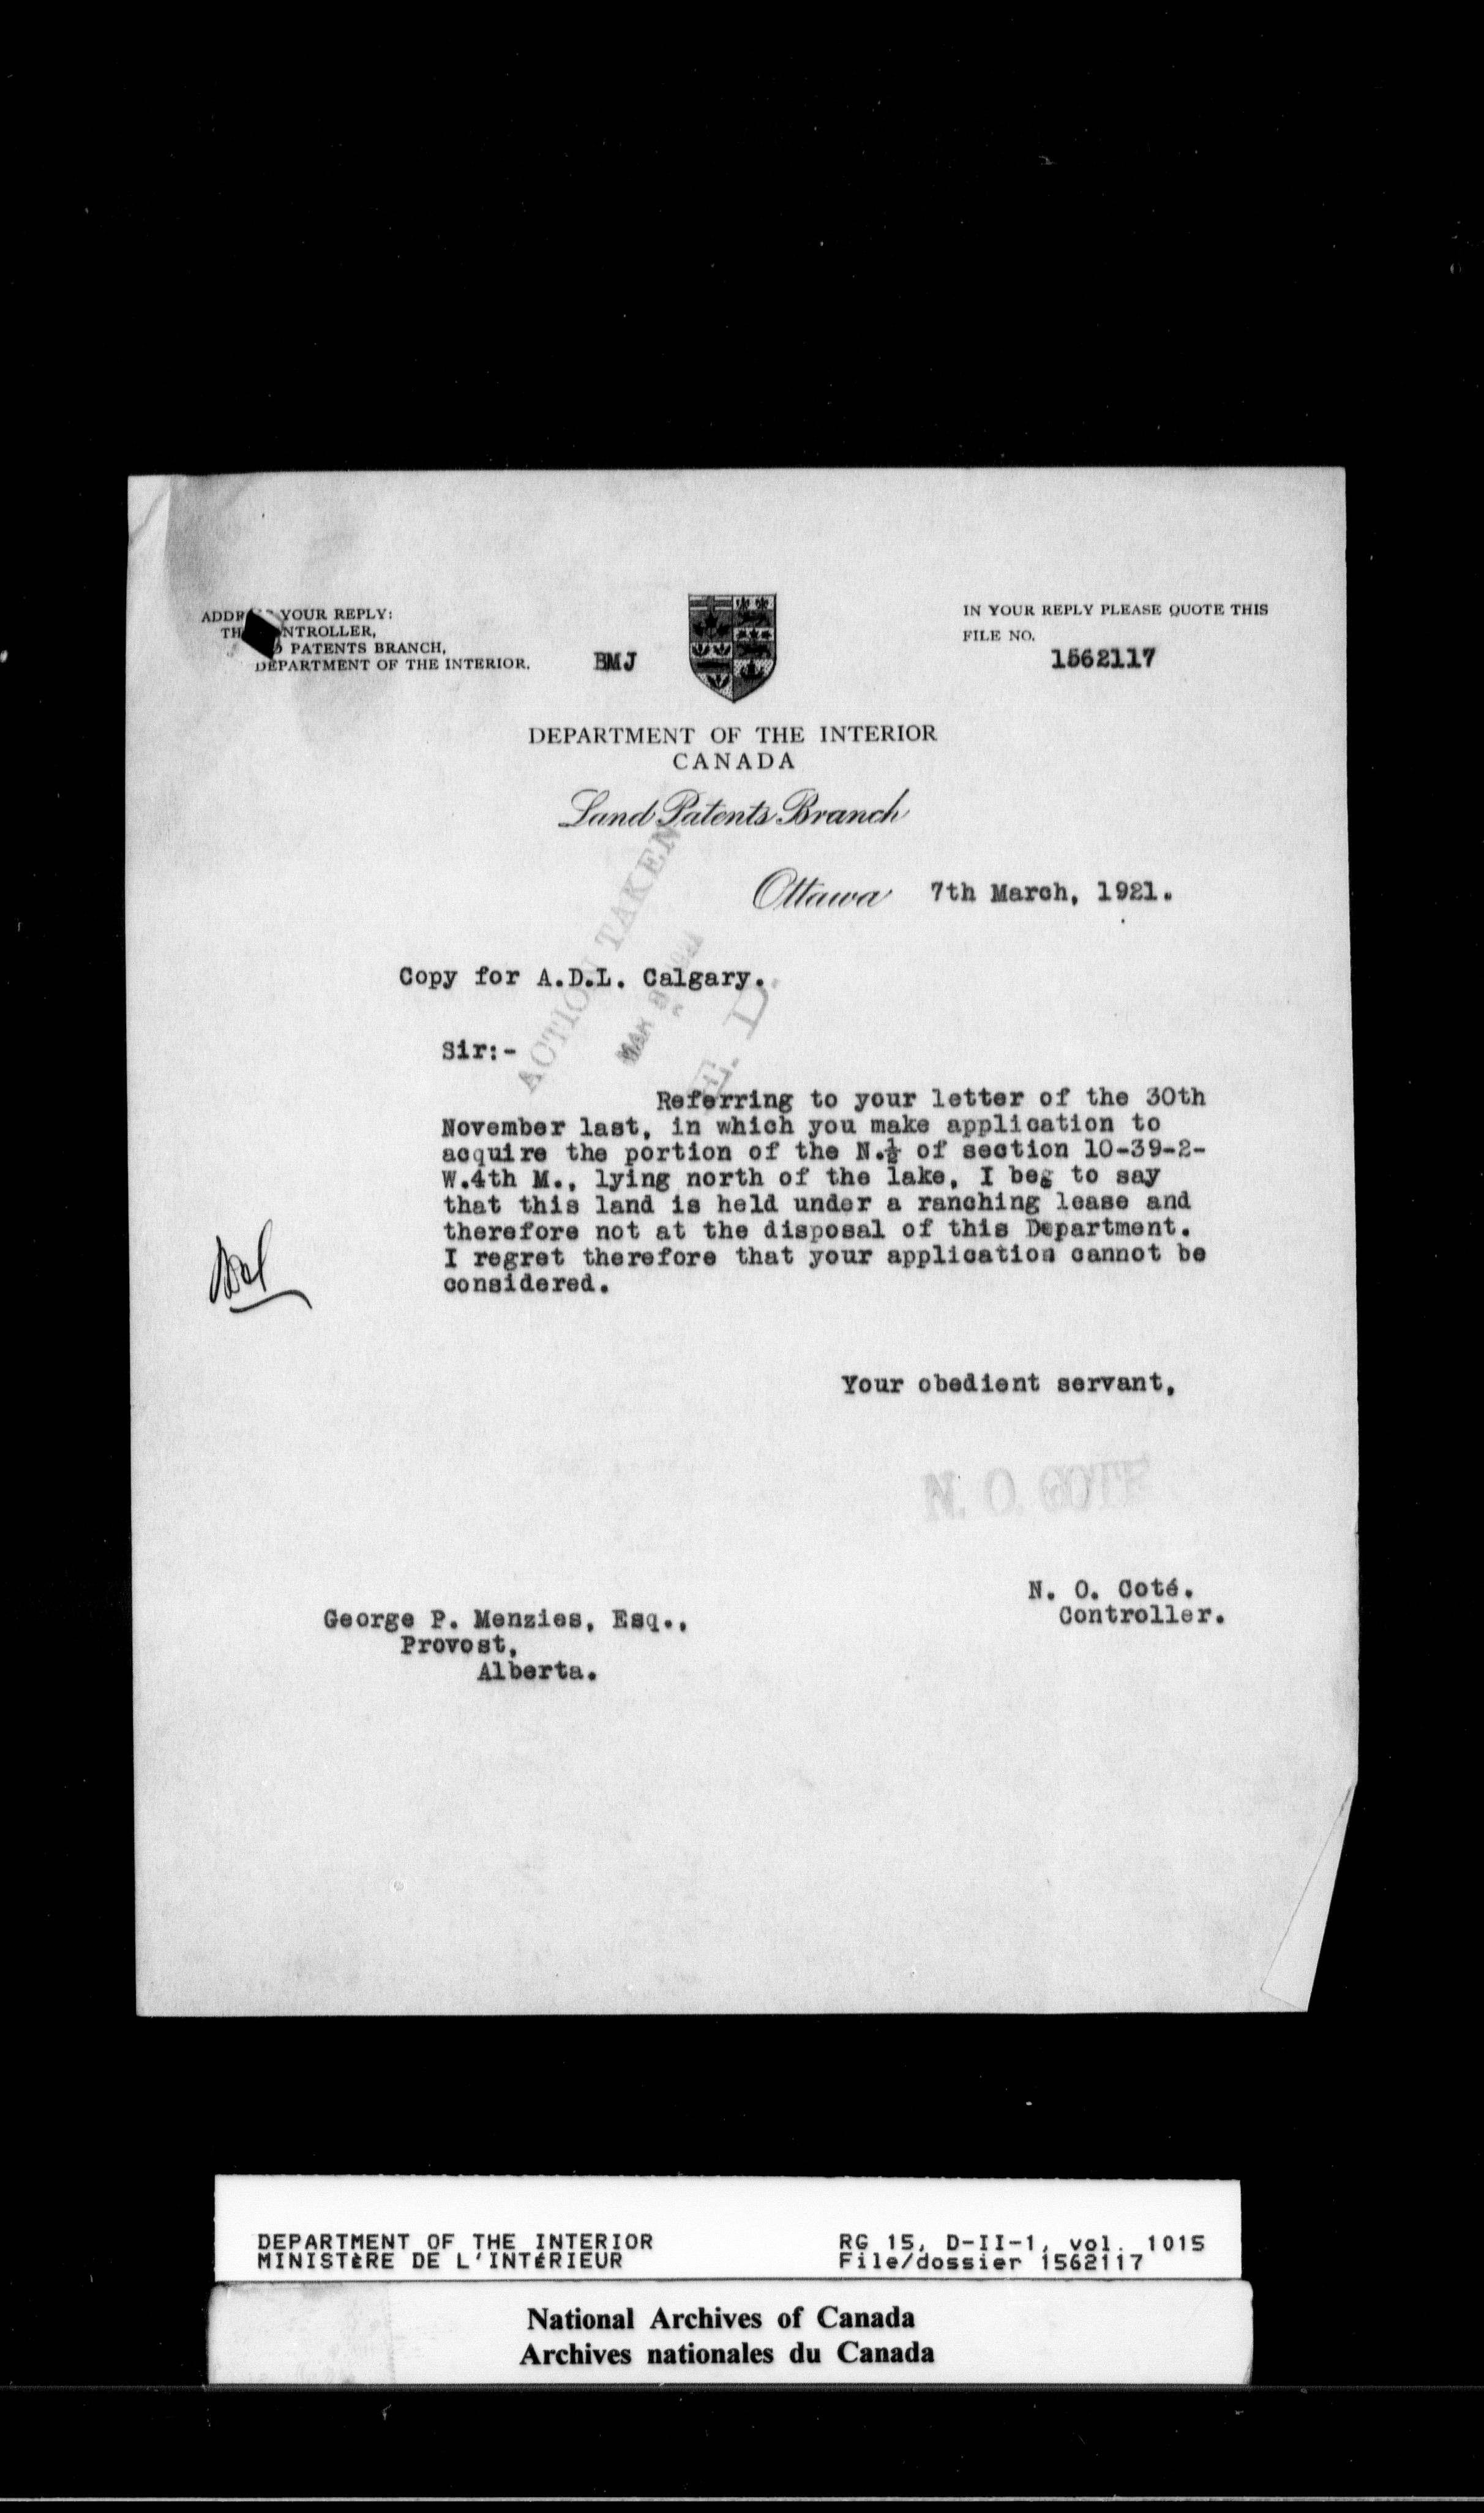 YOUR REPLY:
PATENTS BRANCH,
DEPARTMENT OF THE INTERIOR.
BMJ
IN YOUR REPLY PLEASE QUOTE THIS
FILE NO.
1562117
DEPARTMENT OF THE INTERIOR
CANADA
Land Patents Branch
Ottawa 7th March, 1921.
ACTION TAKEN
Copy for A.D.L. Calgary.
Sir:-
Referring to your letter of the 30th
November last, in which you make application to
acquire the portion of the N.½ of section 10-39-2-
W.4th M., lying north of the lake, I beg to say
that this land is held under a ranching lease and
therefore not at the disposal of this Department.
I regret therefore that your application cannot be
considered.
Your obedient servant,
N. O. COTE
N. O. Coté.
Controller.
George P. Menzies, Esq.,
Provost,
Alberta.
DEPARTMENT OF THE INTERIOR
MINISTÈRE DE L'INTÉRIEUR
RG 15, D-II-1, vol. 1015
File/dossier 1562117
National Archives of Canada
Archives nationales du Canada